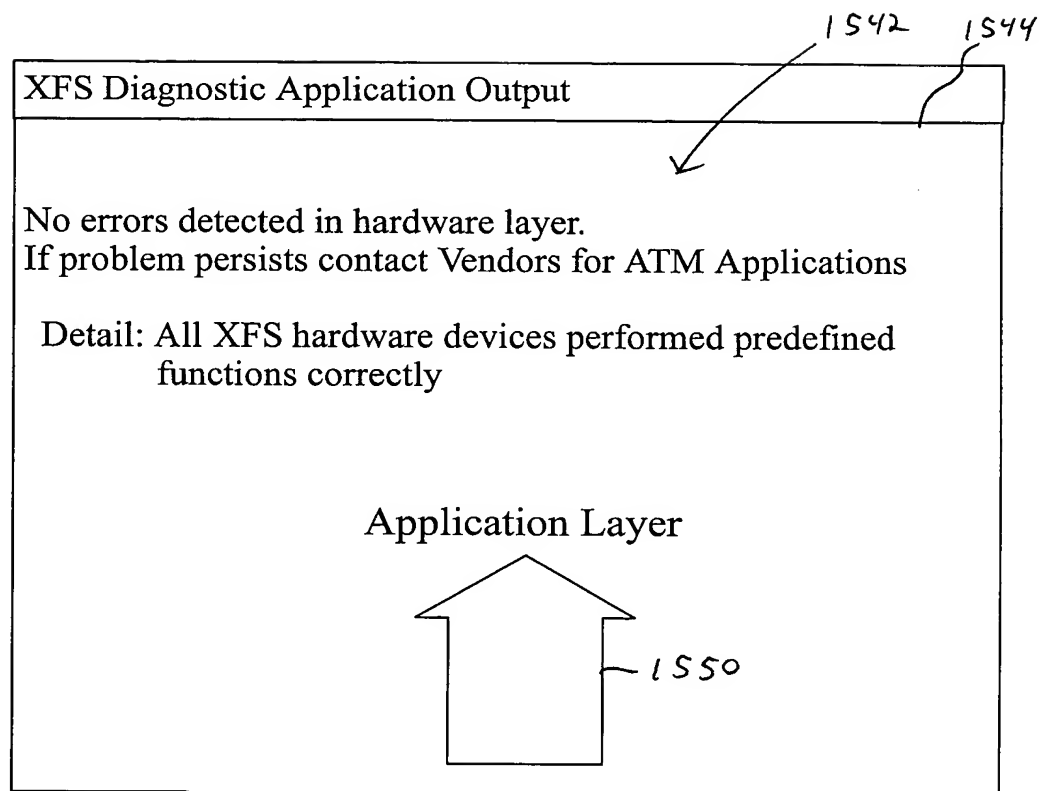 1542 1544
XFS Diagnostic Application Output
No errors detected in hardware layer.
If problem persists contact Vendors for ATM Applications
Detail: All XFS hardware devices performed predefined
functions correctly
Application Layer
1550